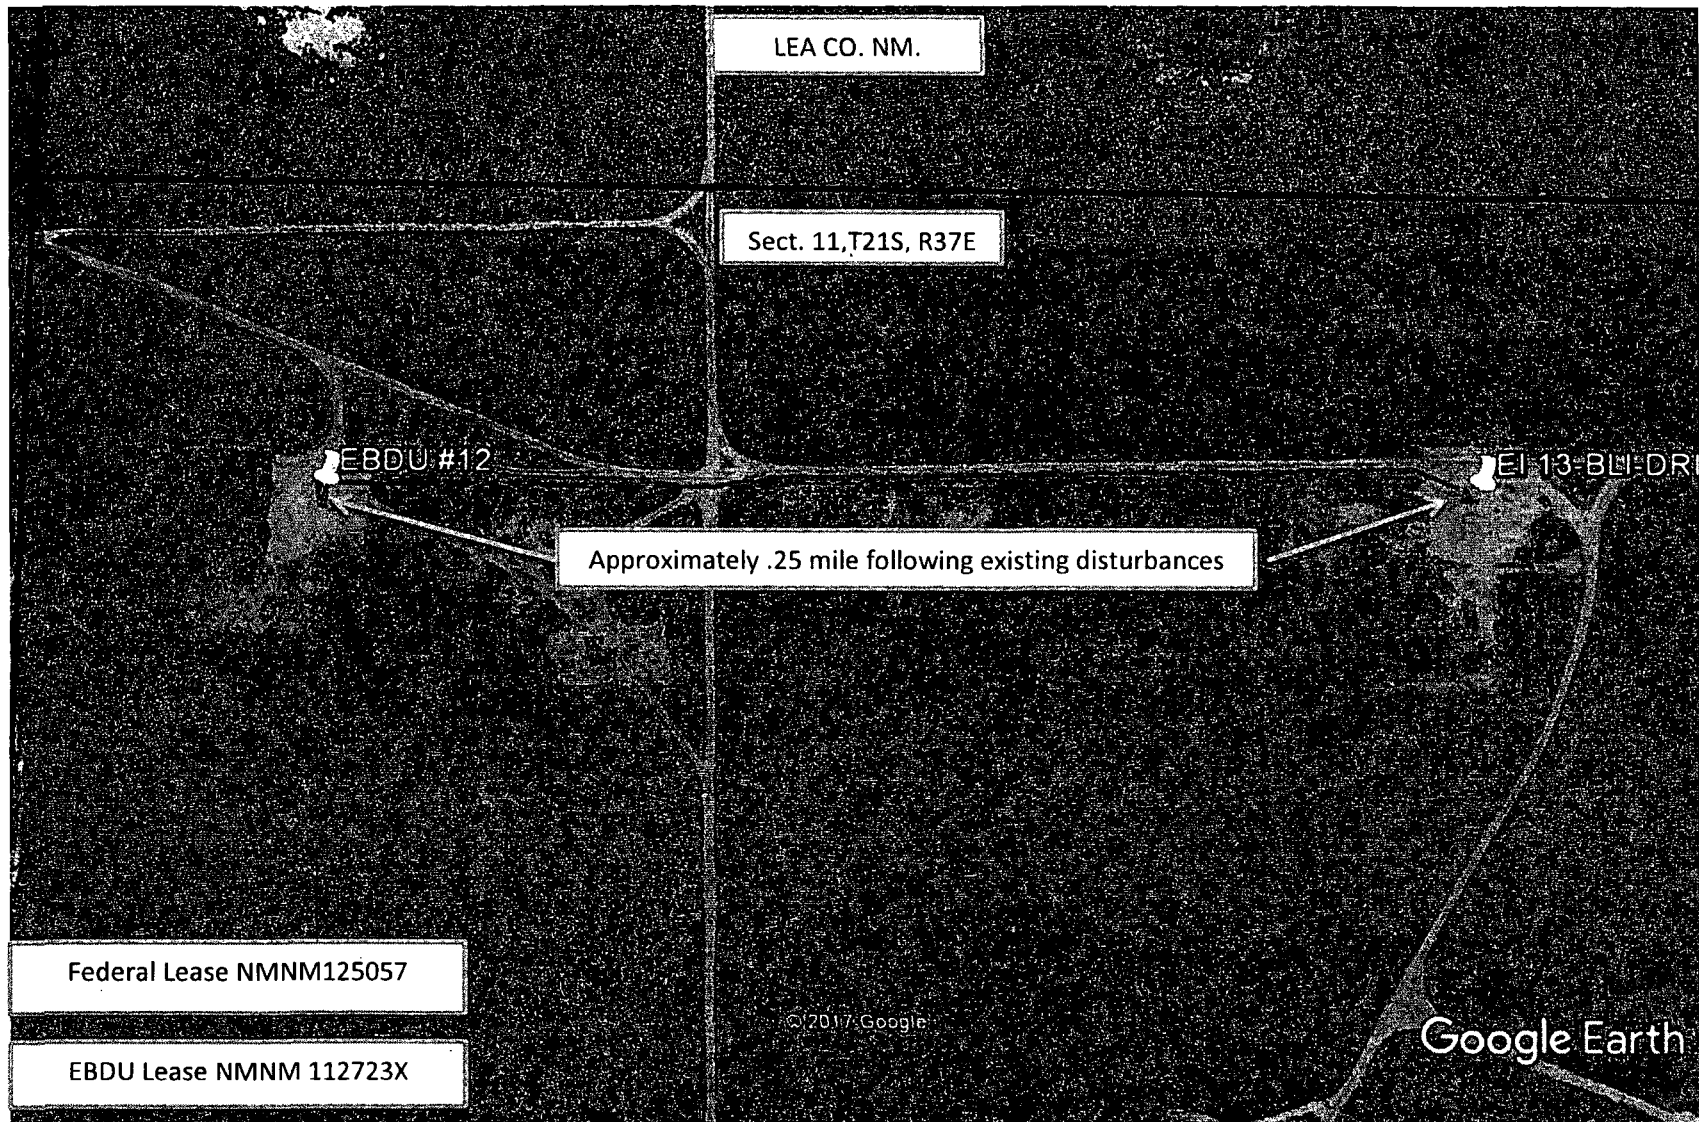 LEA CO. NM.
Sect. 11,T21S, R37E
EBDU #12
EI 13-BLI-DRI
Approximately .25 mile following existing disturbances
Federal Lease NMNM125057
EBDU Lease NMNM 112723X
©2017 Google
Google Earth